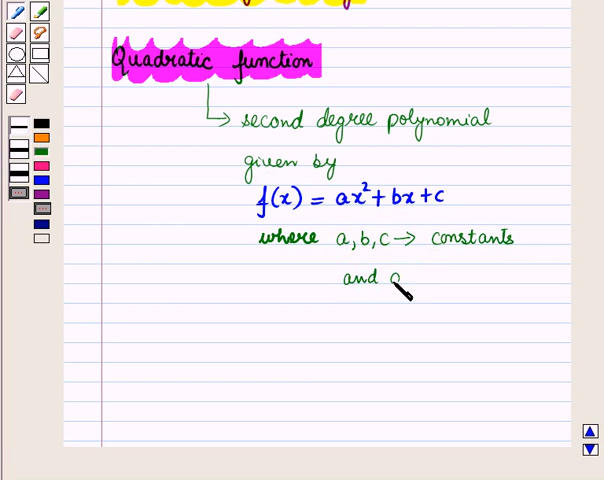 Quadratic function
second degree polynomial
given by
f(x) = ax² + bx + c
where a, b, c → constants
and a